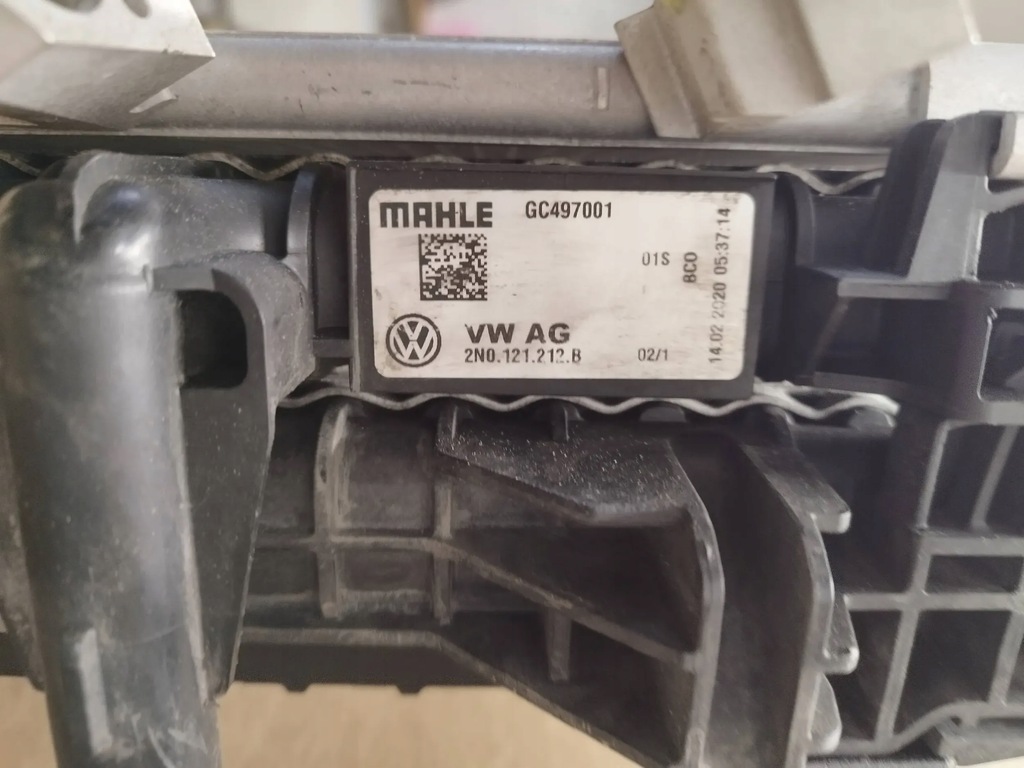 MAHLE GC497001
01S
8C0
14.02.2020 05:37:14
VW AG
2N0.121.212.B 02/1